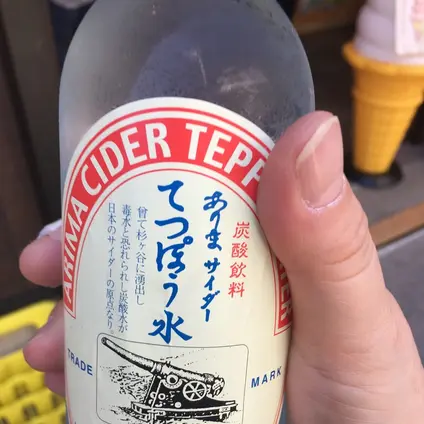 ARIMA CIDER TEPP
炭酸飲料
ありま サイダー
てっぽう水
曾て杉ヶ谷に湧出し
毒水と恐れられし炭酸水が
日本のサイダーの原点なり。
TRADE
MARK